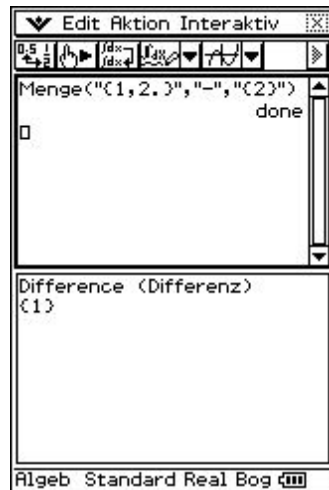 Edit Aktion Interaktiv
Menge("{1,2.}","-","{2}")
done
Difference (Differenz)
{1}
Algeb Standard Real Bog